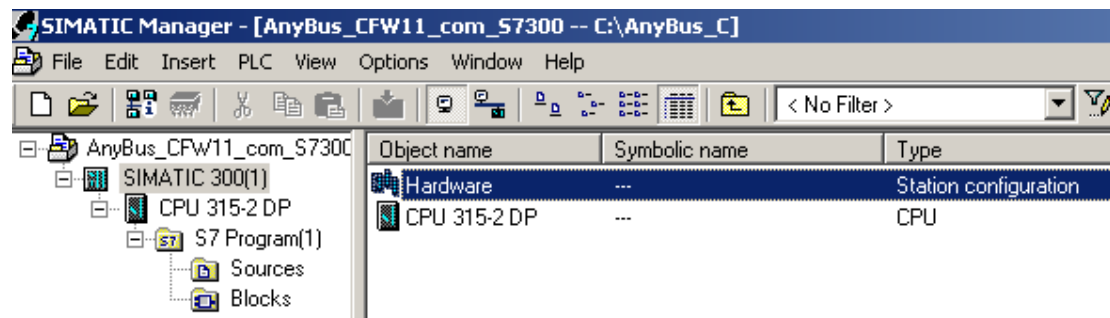 SIMATIC Manager - [AnyBus_CFW11_com_S7300 -- C:\AnyBus_C]
File Edit Insert PLC View Options Window Help
< No Filter >
AnyBus_CFW11_com_S7300
SIMATIC 300(1)
CPU 315-2 DP
S7 Program(1)
Sources
Blocks
Object name Symbolic name Type
Hardware --- Station configuration
CPU 315-2 DP --- CPU